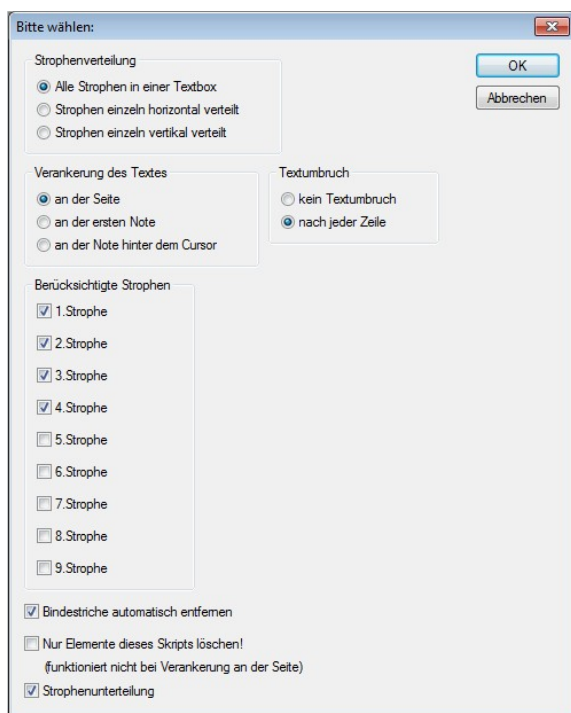 Bitte wählen:
Strophenverteilung
Alle Strophen in einer Textbox
Strophen einzeln horizontal verteilt
Strophen einzeln vertikal verteilt
OK
Abbrechen
Verankerung des Textes
an der Seite
an der ersten Note
an der Note hinter dem Cursor
Textumbruch
kein Textumbruch
nach jeder Zeile
Berücksichtigte Strophen
1.Strophe
2.Strophe
3.Strophe
4.Strophe
5.Strophe
6.Strophe
7.Strophe
8.Strophe
9.Strophe
Bindestriche automatisch entfernen
Nur Elemente dieses Skripts löschen!
(funktioniert nicht bei Verankerung an der Seite)
Strophenunterteilung